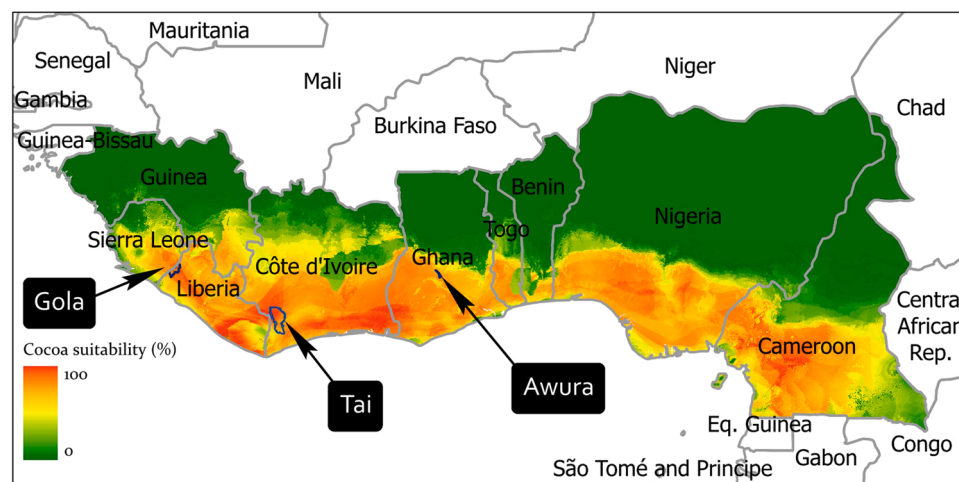 Mauritania
Senegal
Mali
Niger
Gambia
Chad
Burkina Faso
Guinea-Bissau
Guinea
Benin
Nigeria
Togo
Sierra Leone
Ghana
Côte d'Ivoire
Gola
Liberia
Central
African
Rep.
Cocoa suitability (%)
100
0
Cameroon
Awura
Tai
Eq. Guinea
Congo
Gabon
São Tomé and Principe